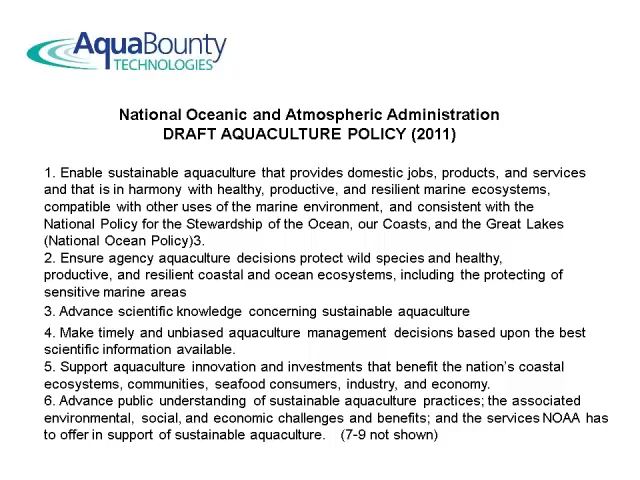 AquaBounty
TECHNOLOGIES
National Oceanic and Atmospheric Administration
DRAFT AQUACULTURE POLICY (2011)
1. Enable sustainable aquaculture that provides domestic jobs, products, and services
and that is in harmony with healthy, productive, and resilient marine ecosystems,
compatible with other uses of the marine environment, and consistent with the
National Policy for the Stewardship of the Ocean, our Coasts, and the Great Lakes
(National Ocean Policy)3.
2. Ensure agency aquaculture decisions protect wild species and healthy,
productive, and resilient coastal and ocean ecosystems, including the protecting of
sensitive marine areas
3. Advance scientific knowledge concerning sustainable aquaculture
4. Make timely and unbiased aquaculture management decisions based upon the best
scientific information available.
5. Support aquaculture innovation and investments that benefit the nation's coastal
ecosystems, communities, seafood consumers, industry, and economy.
6. Advance public understanding of sustainable aquaculture practices; the associated
environmental, social, and economic challenges and benefits; and the services NOAA has
to offer in support of sustainable aquaculture. (7-9 not shown)